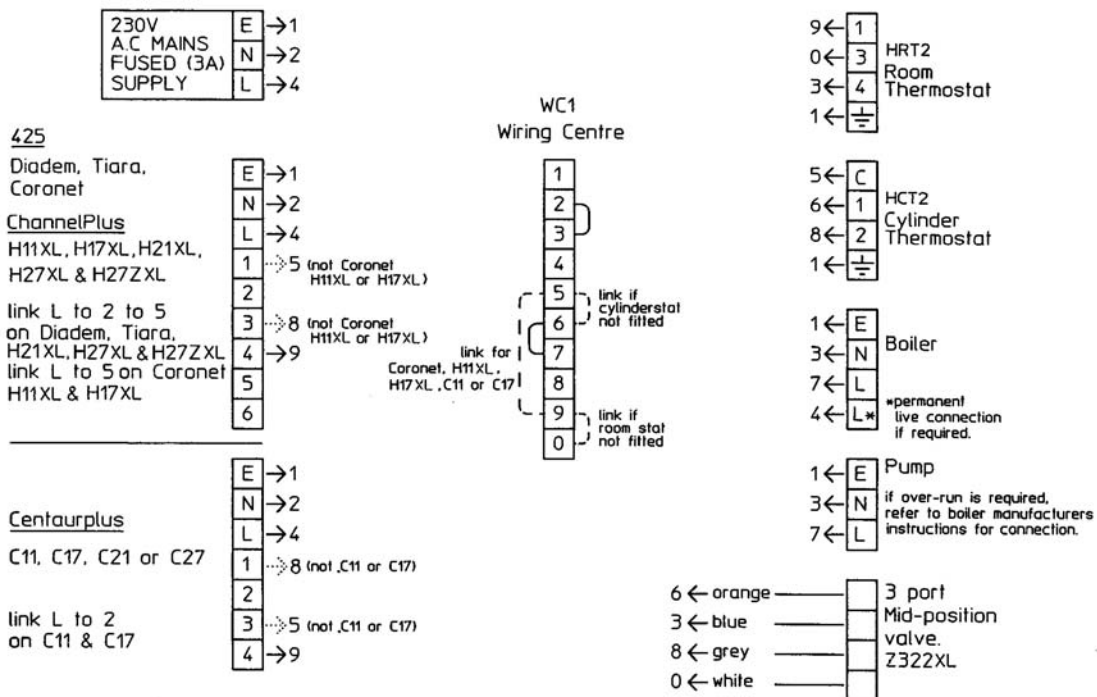 230V
A.C MAINS
FUSED (3A)
SUPPLY
E →1
N →2
L →4
425
Diadem, Tiara,
Coronet
ChannelPlus
H11XL, H17XL, H21XL,
H27XL & H27ZXL
link L to 2 to 5
on Diadem, Tiara,
H21XL, H27XL & H27ZXL
link L to 5 on Coronet
H11XL & H17XL
E →1
N →2
L →4
1 →5 (not Coronet
H11XL or H17XL)
2
3 →8 (not Coronet
H11XL or H17XL)
4 →9
5
6
Centaurplus
C11, C17, C21 or C27
link L to 2
on C11 & C17
E →1
N →2
L →4
1 →8 (not .C11 or C17)
2
3 →5 (not .C11 or C17)
4 →9
WC1
Wiring Centre
1
2
3
4
5
6
7
8
9
0
link if
cylinderstat
not fitted
link for
Coronet, H11XL,
H17XL ,C11 or C17
link if
room stat
not fitted
9← 1
0← 3
3← 4
1←
HRT2
Room
Thermostat
5← C
6← 1
8← 2
1←
HCT2
Cylinder
Thermostat
1← E
3← N
7← L
4← L*
Boiler
*permanent
live connection
if required.
1← E
3← N
7← L
Pump
if over-run is required,
refer to boiler manufacturers
instructions for connection.
6 ← orange
3 ← blue
8 ← grey
0 ← white
3 port
Mid-position
valve.
Z322XL